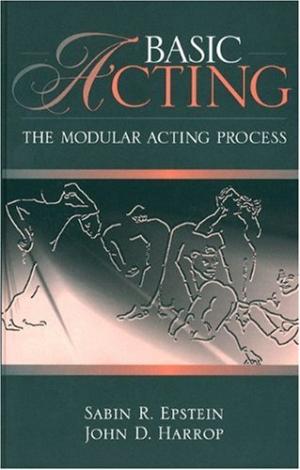 BASIC
ACTING
THE MODULAR ACTING PROCESS
SABIN R. EPSTEIN
JOHN D. HARROP